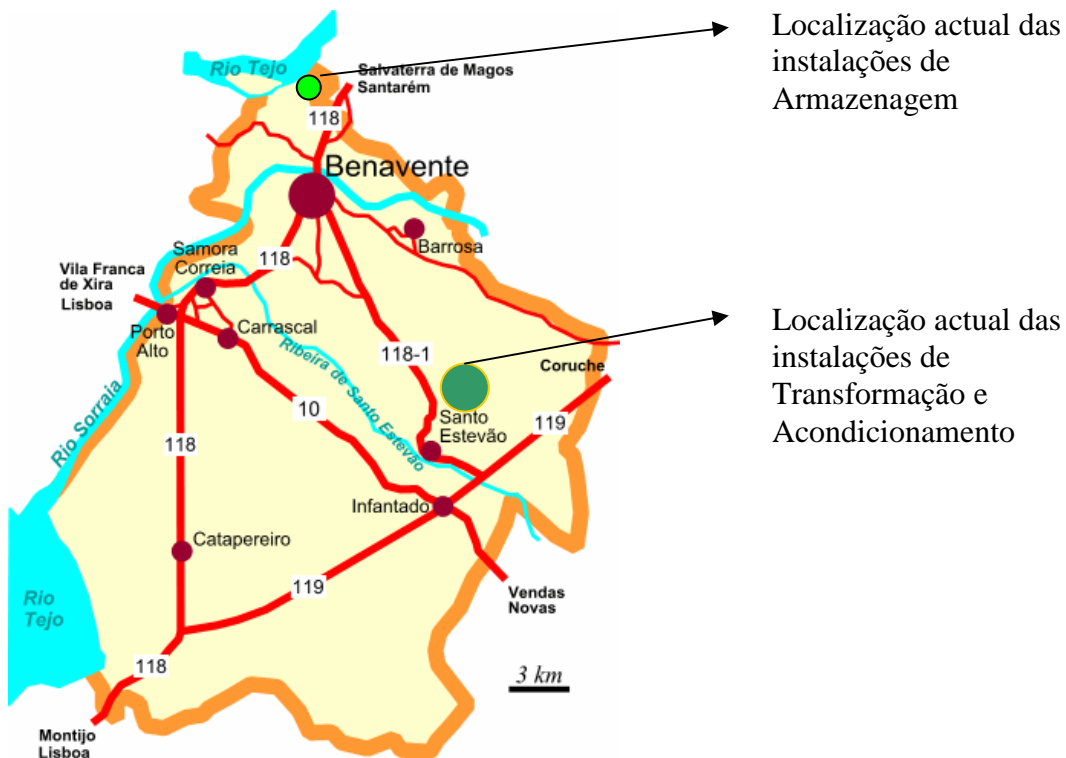 Localização actual das
instalações de
Armazenagem
Rio Tejo
Salvaterra de Magos
Santarém
118
Benavente
Barrosa
Samora
Correia
118
Vila Franca
de Xira
Lisboa
Porto
Alto
Carrascal
Ribeira de Santo Estevão
118-1
Localização actual das
instalações de
Transformação e
Acondicionamento
Coruche
Santo
Estevão
119
10
Rio Sorraia
118
Infantado
Catapereiro
119
Vendas
Novas
Rio
Tejo
118
3 km
Montijo
Lisboa